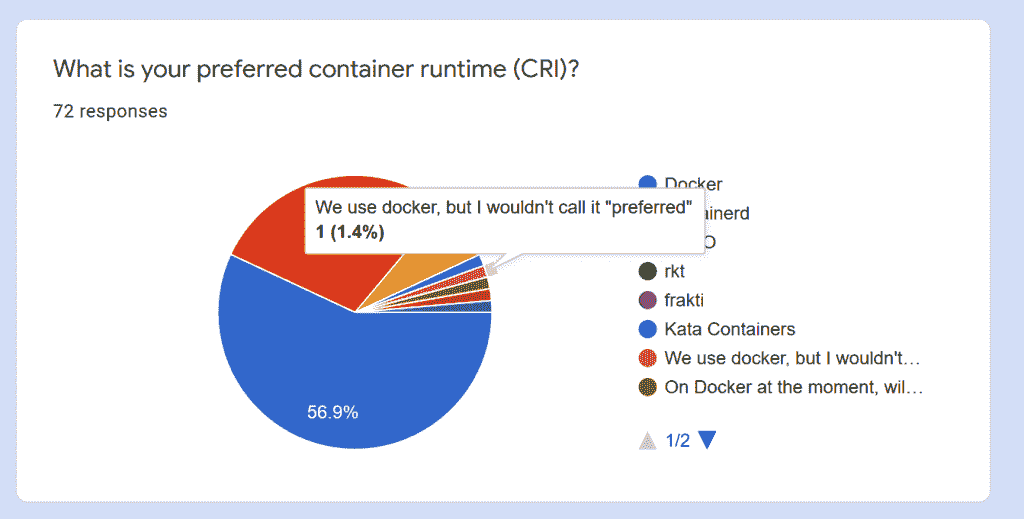 What is your preferred container runtime (CRI)?
72 responses
We use docker, but I wouldn't call it "preferred"
1 (1.4%)
56.9%
Docker
ainerd
O
rkt
frakti
Kata Containers
We use docker, but I wouldn't…
On Docker at the moment, wil…
1/2